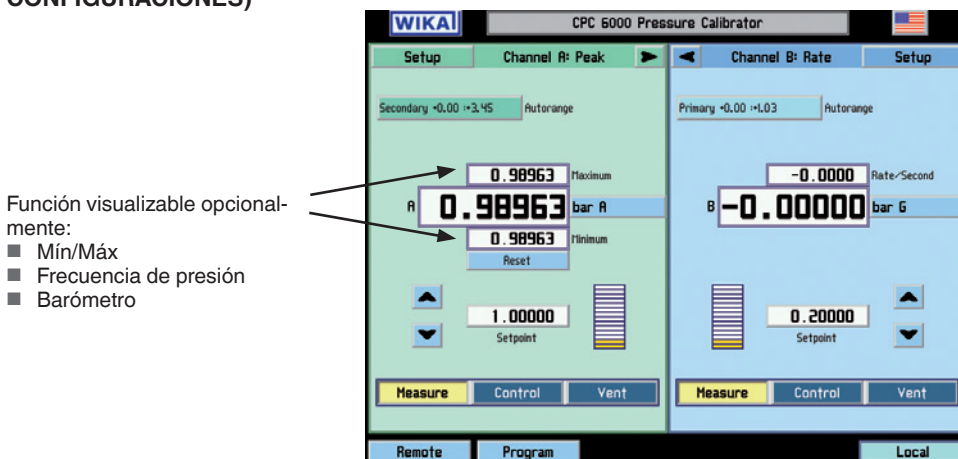 CONFIGURACIONES)
WIKA
CPC 6000 Pressure Calibrator
Setup
Channel A: Peak
Channel B: Rate
Setup
Secondary +0.00 :+3.45
Autorange
Primary +0.00 :+1.03
Autorange
Función visualizable opcional-
mente:
Mín/Máx
Frecuencia de presión
Barómetro
0.98963 Maximum
A 0.98963 bar A
0.98963 Minimum
Reset
-0.0000 Rate/Second
B -0.00000 bar G
1.00000
Setpoint
0.20000
Setpoint
Measure Control Vent
Measure Control Vent
Remote Program Local